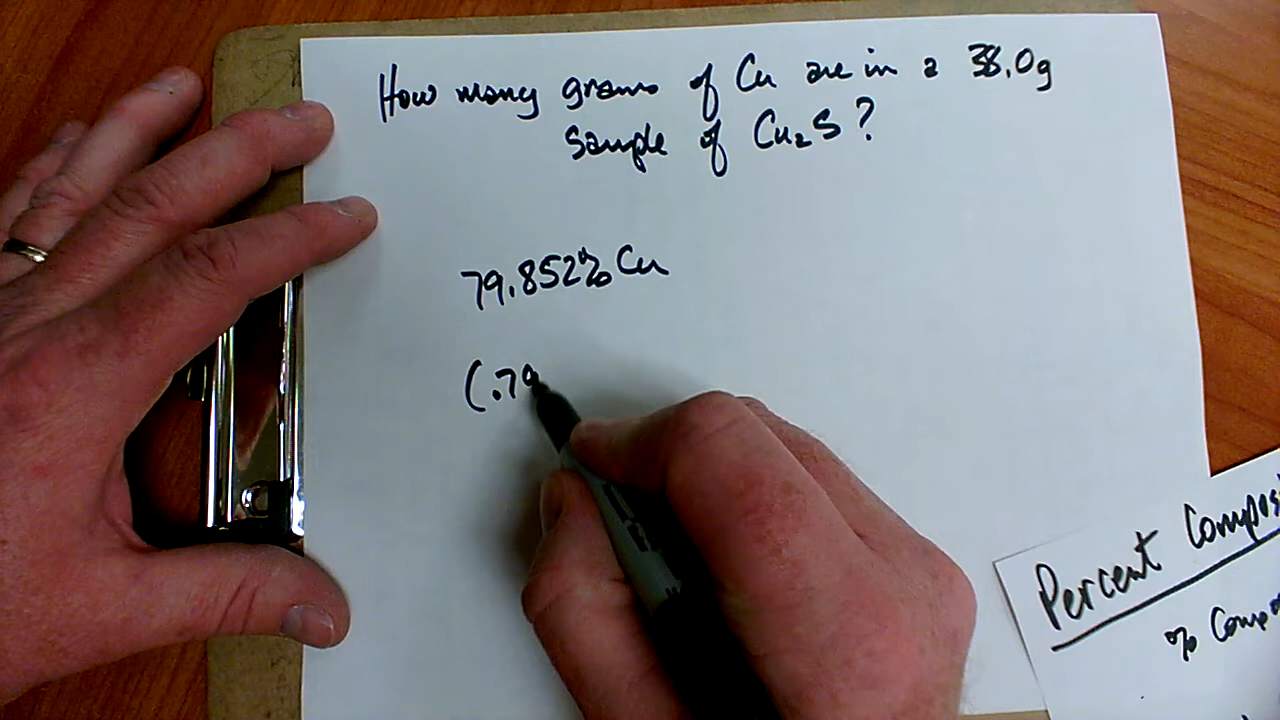 How many grams of Cu are in a 38.0g
sample of Cu₂S?
79.852% Cu
(.79
Percent Compos
% Compo